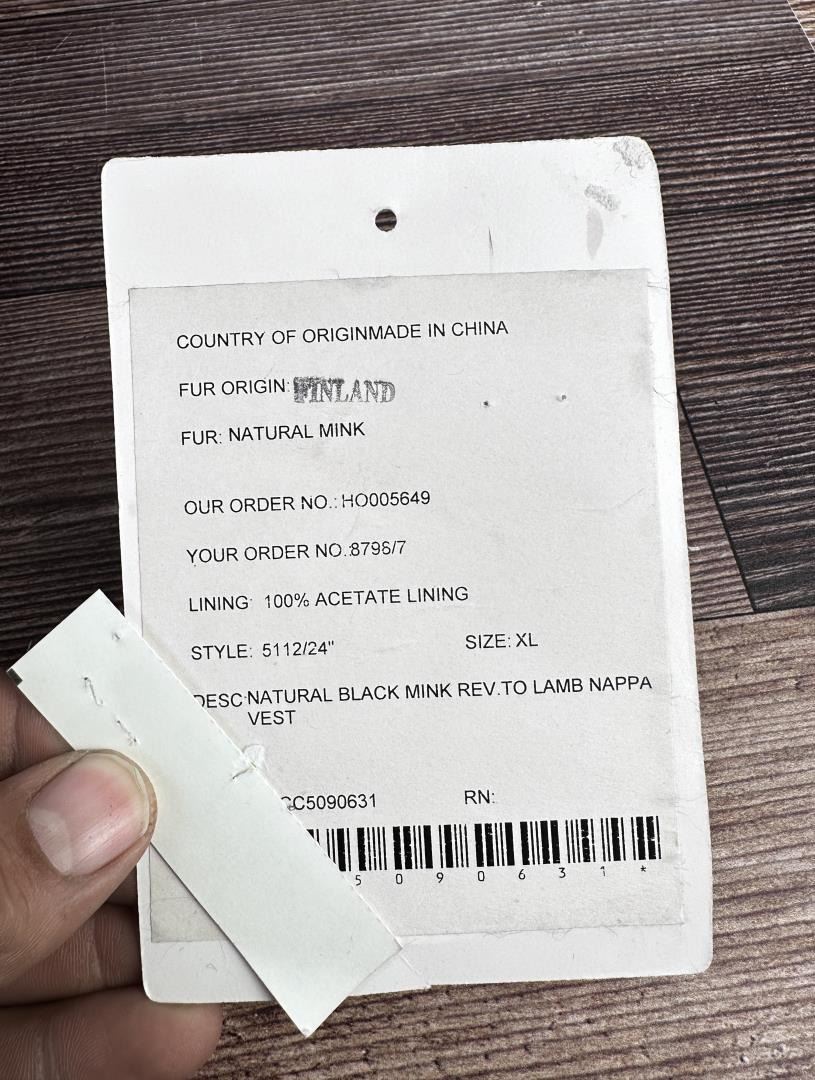 COUNTRY OF ORIGINMADE IN CHINA
FUR ORIGIN: FINLAND
FUR: NATURAL MINK
OUR ORDER NO.: HO005649
YOUR ORDER NO.:8798/7
LINING: 100% ACETATE LINING
STYLE: 5112/24" SIZE: XL
DESC:NATURAL BLACK MINK REV.TO LAMB NAPPA
VEST
CC5090631 RN:
5 0 9 0 6 3 1 *